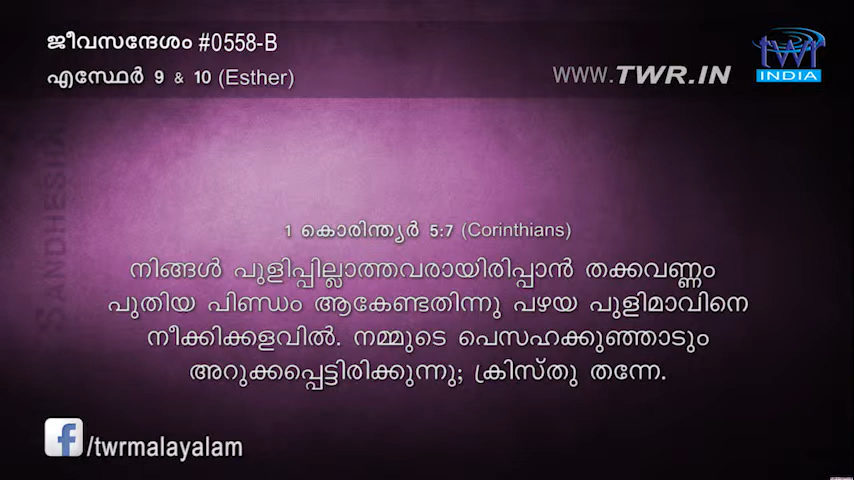 ജീവസന്ദേശം #0558-B
എസ്ഥേർ 9 & 10 (Esther)
www.TWR.IN
twr
INDIA
SANDHESHA
1 കൊരിന്ത്യർ 5:7 (Corinthians)
നിങ്ങൾ പുളിപ്പില്ലാത്തവരായിരിപ്പാൻ തക്കവണ്ണം
പുതിയ പിണ്ഡം ആകേണ്ടതിന്നു പഴയ പുളിമാവിനെ
നീക്കിക്കളവിൽ. നമ്മുടെ പെസഹക്കുഞ്ഞാടും
അറുക്കപ്പെട്ടിരിക്കുന്നു; ക്രിസ്തു തന്നേ.
f/twrmalayalam